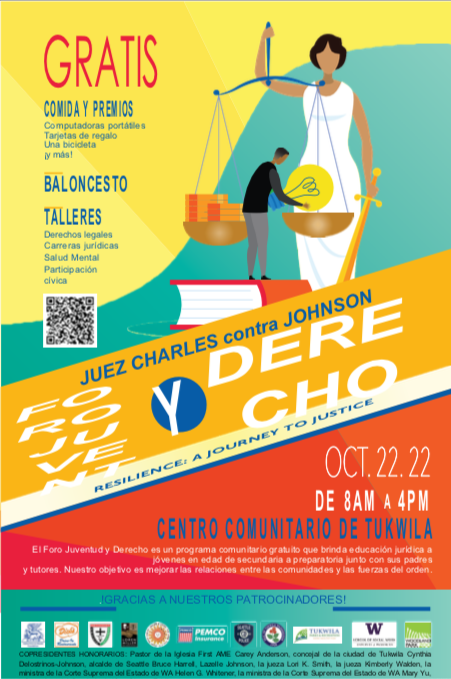 GRATIS
COMIDA Y PREMIOS
Computadoras portátiles
Tarjetas de regalo
Una bicicleta
¡y más!
BALONCESTO
TALLERES
Derechos legales
Carreras jurídicas
Salud Mental
Participación
cívica
JUEZ CHARLES contra JOHNSON
FO
RO
JU
VE
NT
Y
DERE
CHO
RESILIENCE: A JOURNEY TO JUSTICE
OCT. 22. 22
DE 8AM A 4PM
CENTRO COMUNITARIO DE TUKWILA
El Foro Juventud y Derecho es un programa comunitario gratuito que brinda educación jurídica a
jóvenes en edad de secundaria a preparatoria junto con sus padres
y tutores. Nuestro objetivo es mejorar las relaciones entre las comunidades y las fuerzas del orden.
¡GRACIAS A NUESTROS PATROCINADORES!
PEMCO
Insurance
TUKWILA
W
COPRESIDENTES HONORARIOS: Pastor de la Iglesia First AME Carey Anderson, concejal de la ciudad de Tukwila Cynthia
Delostrinos-Johnson, alcalde de Seattle Bruce Harrell, Lazelle Johnson, la jueza Lori K. Smith, la jueza Kimberly Walden, la
ministra de la Corte Suprema del Estado de WA Helen G. Whitener, la ministra de la Corte Suprema del Estado de WA Mary Yu,